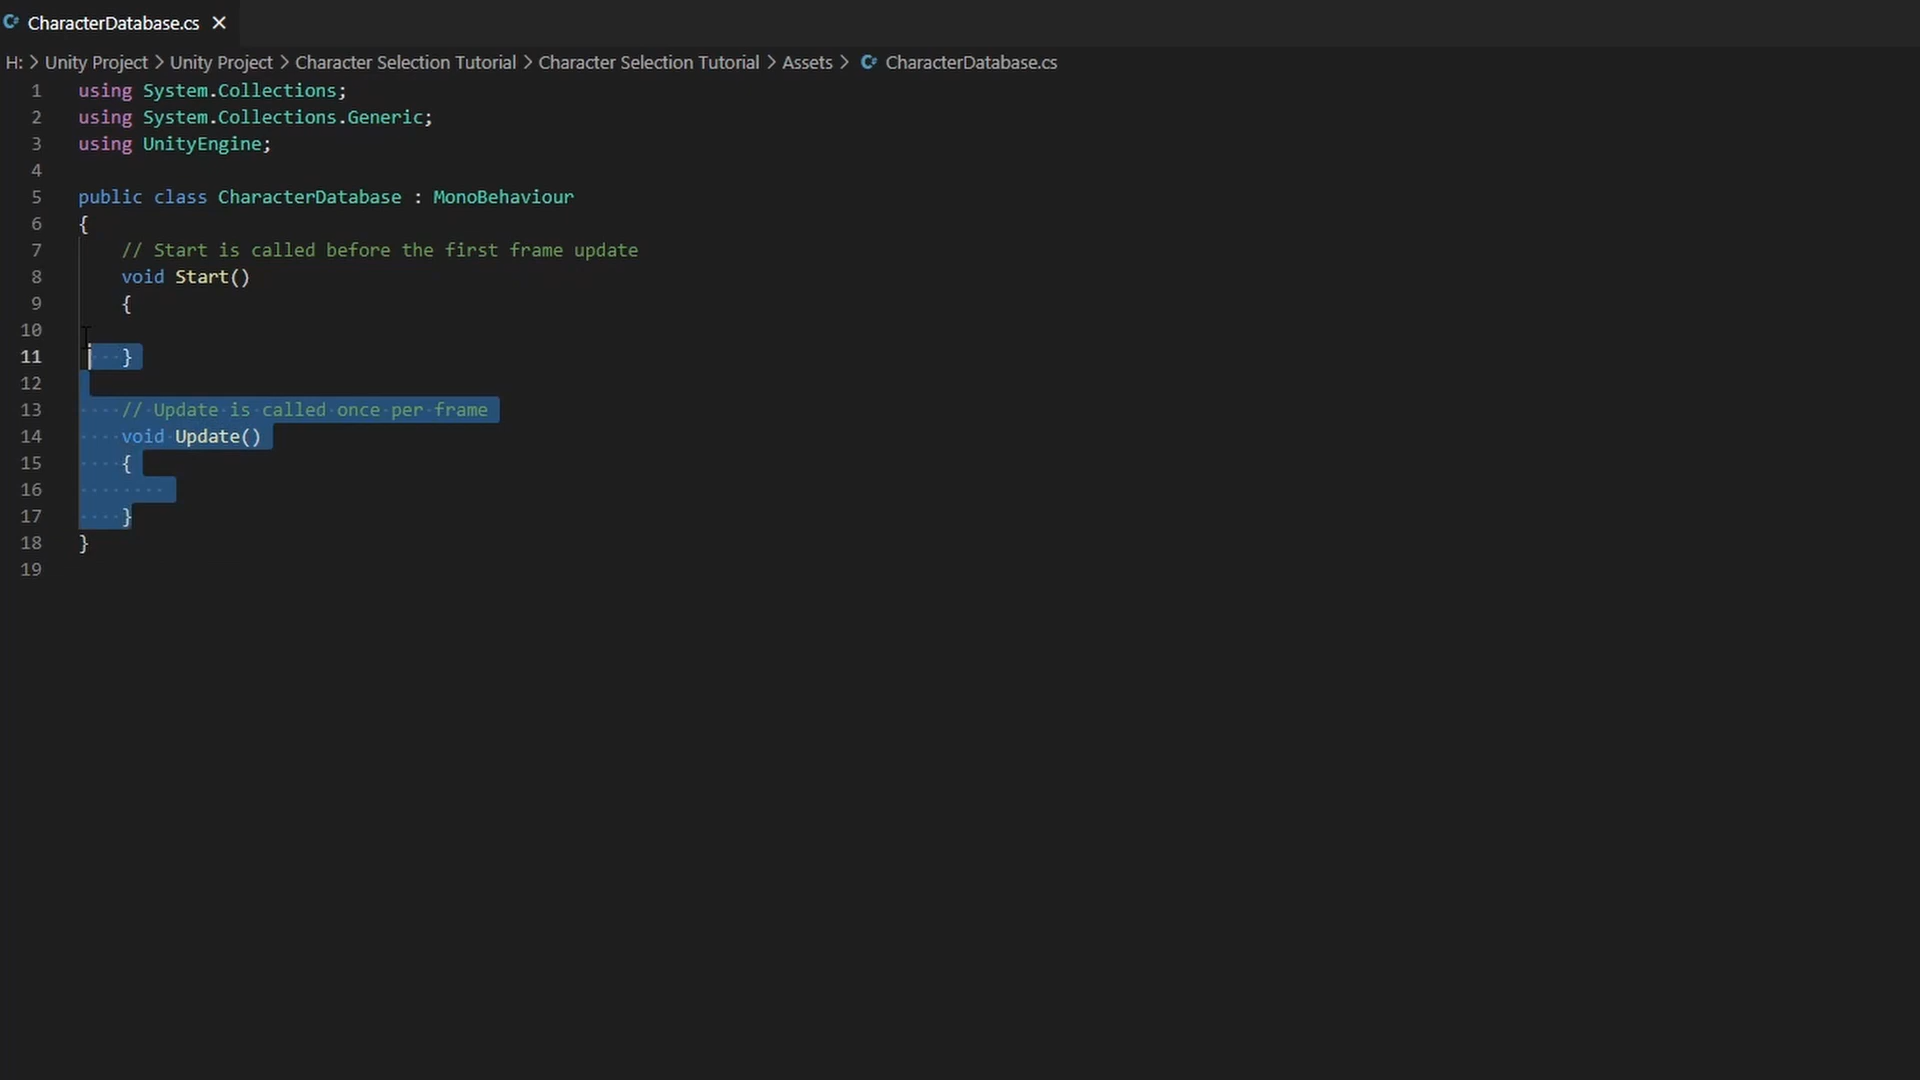 CharacterDatabase.cs
H: > Unity Project > Unity Project > Character Selection Tutorial > Character Selection Tutorial > Assets > CharacterDatabase.cs
1 using System.Collections;
2 using System.Collections.Generic;
3 using UnityEngine;
4
5 public class CharacterDatabase : MonoBehaviour
6 {
7 // Start is called before the first frame update
8 void Start()
9 {
10
11 }
12
13 // Update is called once per frame
14 void Update()
15 {
16
17 }
18 }
19